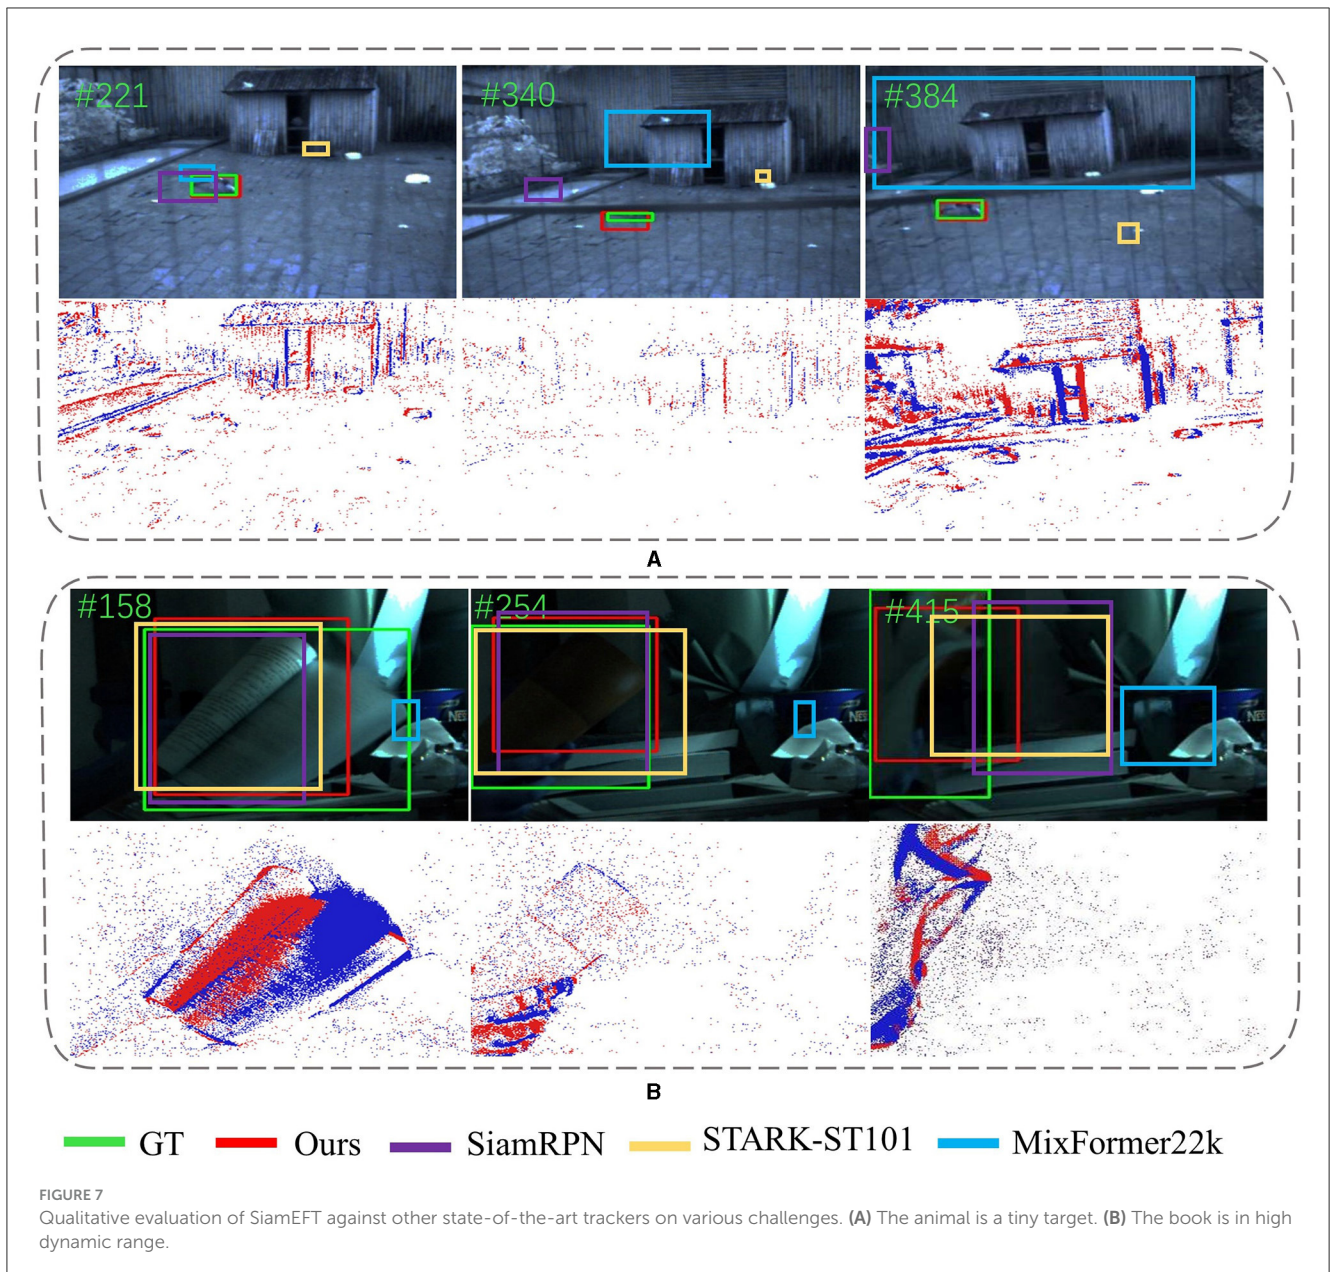 #221
#340
#384
A
#158
#254
#415
NES
NES
B
GT
Ours
SiamRPN
STARK-ST101
MixFormer22k
FIGURE 7
Qualitative evaluation of SiamEFT against other state-of-the-art trackers on various challenges. (A) The animal is a tiny target. (B) The book is in high
dynamic range.